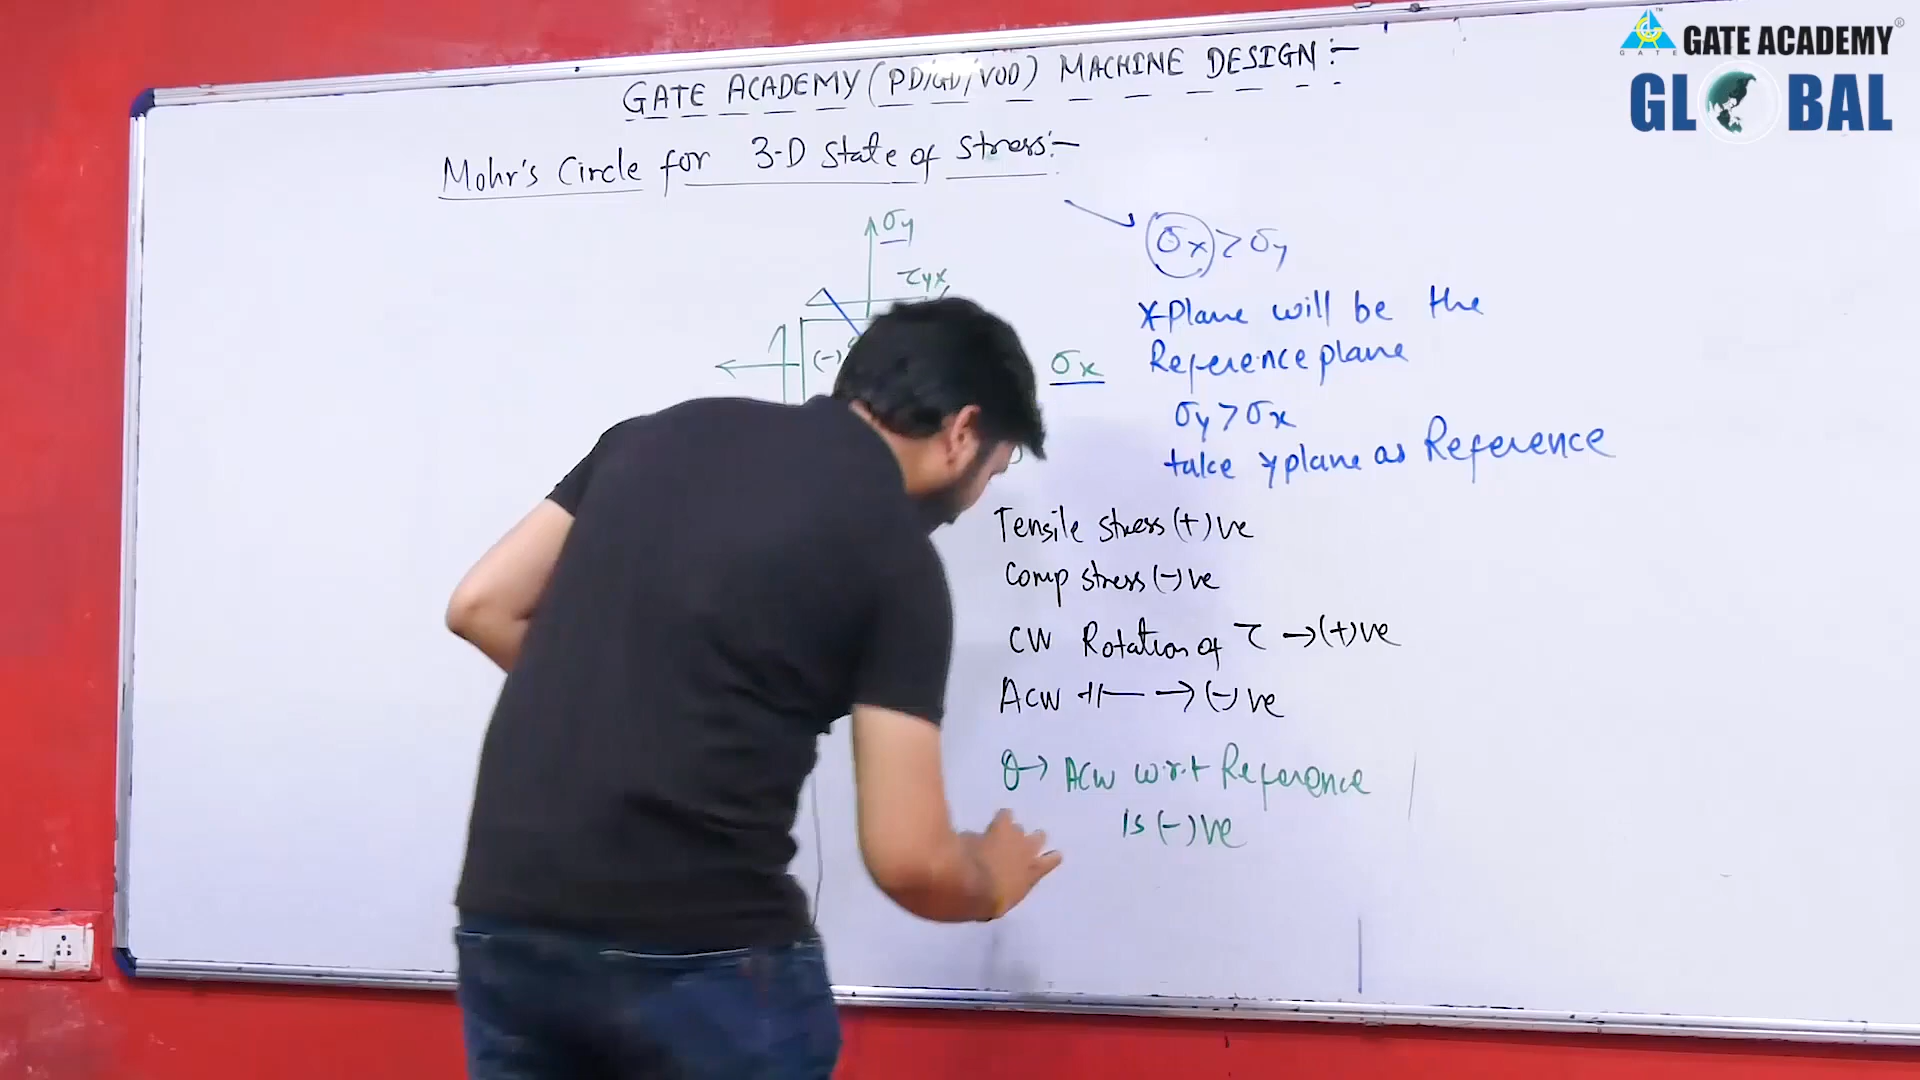 GATE ACADEMY®
GATE
GLOBAL
GATE ACADEMY (PD/GD/VOD) MACHINE DESIGN :-
Mohr's Circle for 3-D State of Stress :-
σy
τyx
(-)
σx
σx > σy
X-Plane will be the
Reference plane
σy > σx
take Y plane as Reference
Tensile stress (+)ve
Comp stress (-)ve
CW Rotation of τ → (+)ve
ACW -11- → (-)ve
θ → ACW w.r.t Reference
is (-)ve